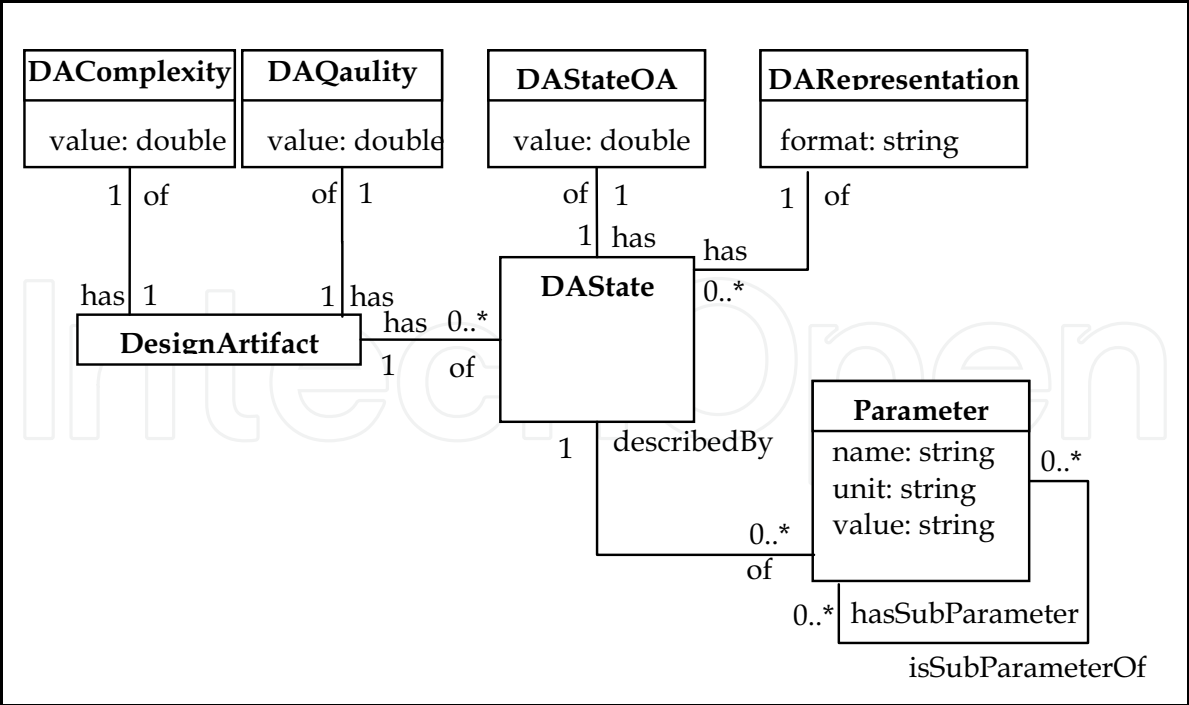 DAComplexity
value: double
DAQaulity
value: double
DAStateOA
value: double
DARepresentation
format: string
1 of
of 1
of 1
1 of
1 has
has
0..*
has 1
1 has
DesignArtifact
has 0..*
1 of
DAState
1 describedBy
0..*
of
Parameter
name: string
unit: string
value: string
0..*
0..* hasSubParameter
isSubParameterOf
IntechOpen